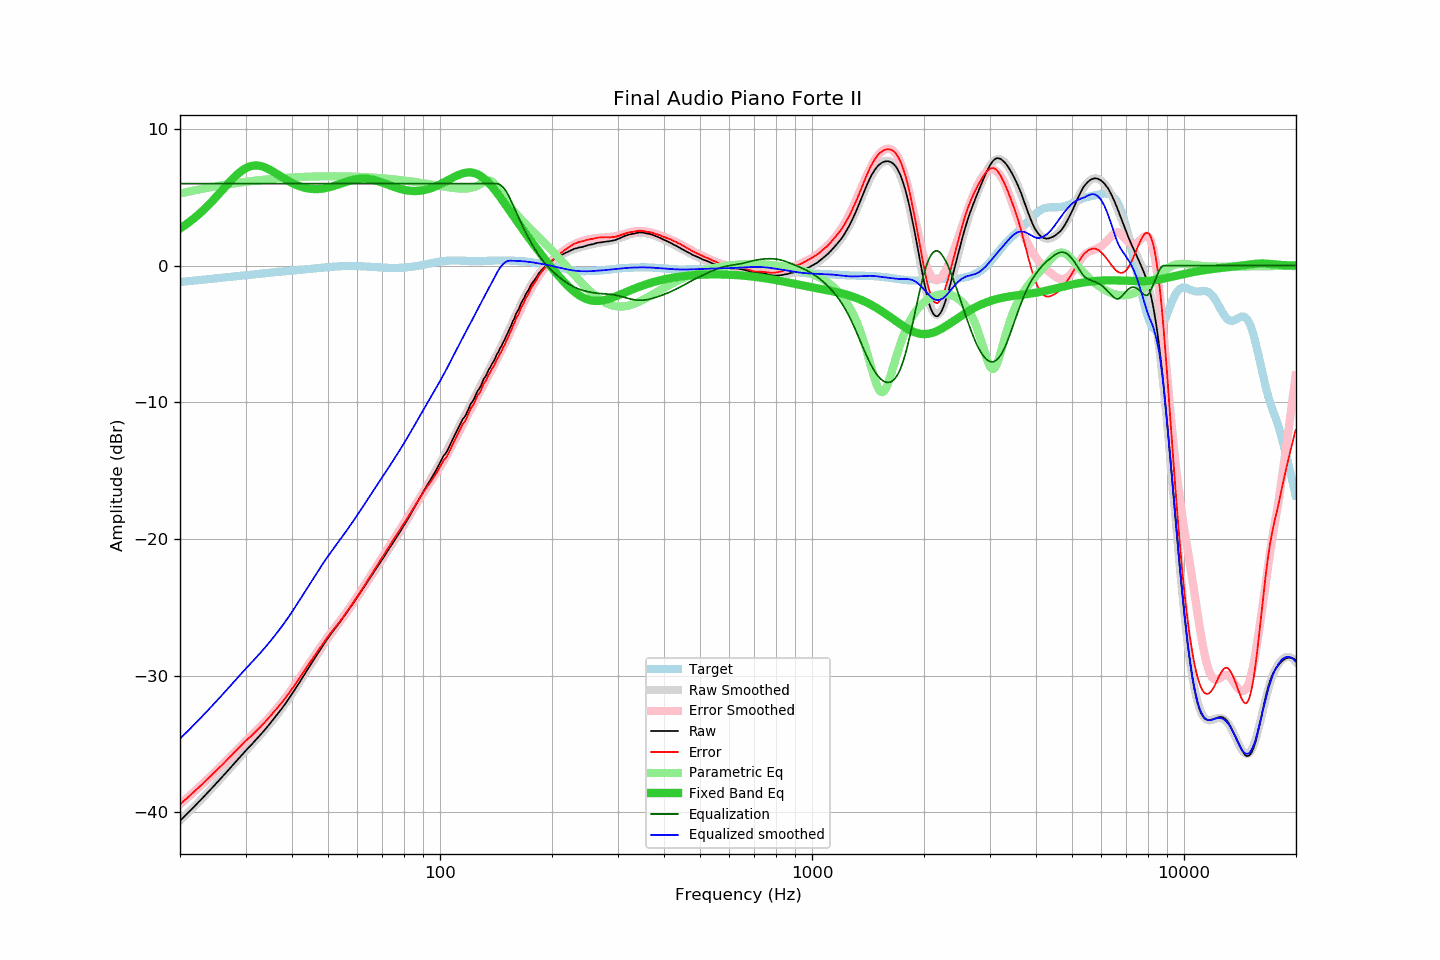 Final Audio Piano Forte II
10
0
−10
−20
−30
−40
Amplitude (dBr)
Target
Raw Smoothed
Error Smoothed
Raw
Error
Parametric Eq
Fixed Band Eq
Equalization
Equalized smoothed
100
1000
10000
Frequency (Hz)